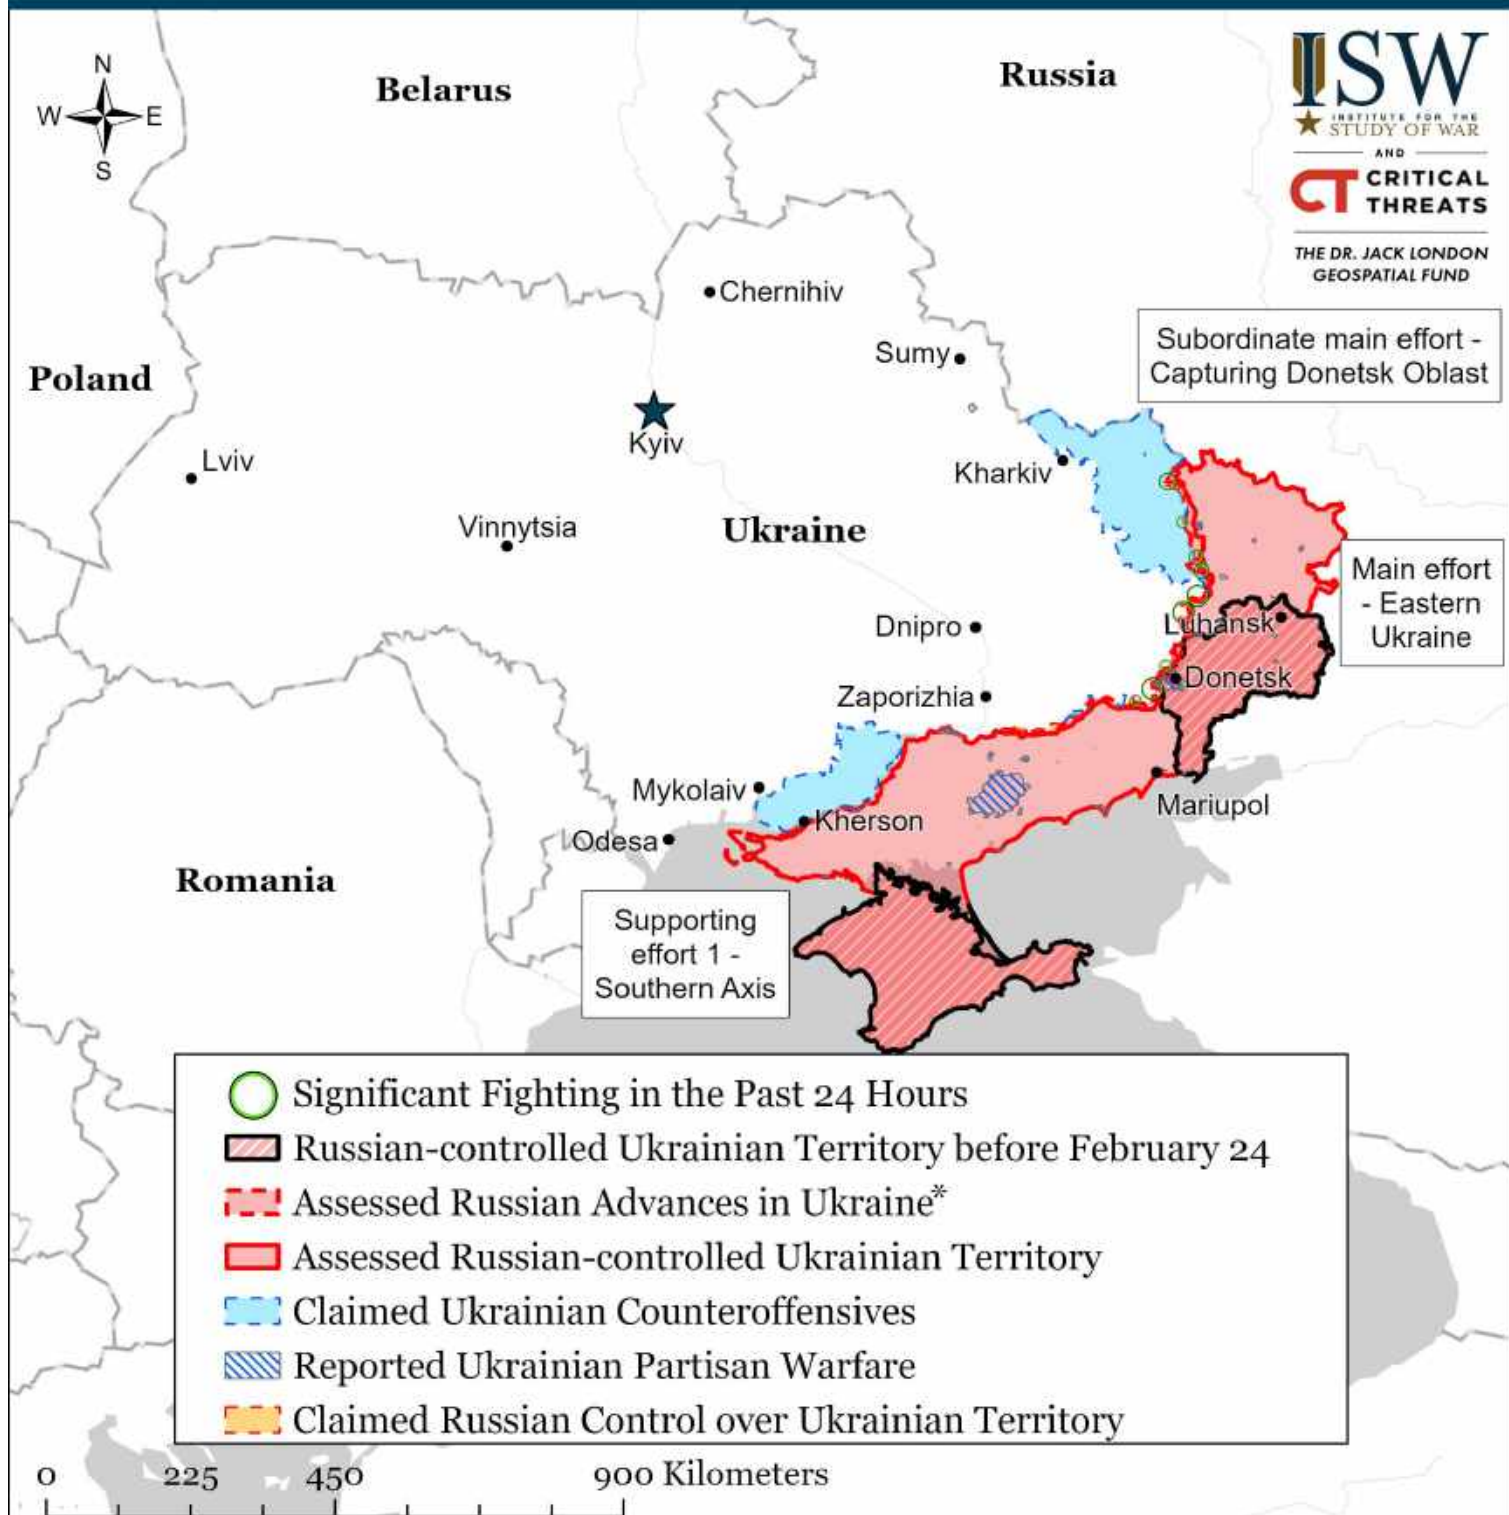 N
W
E
S
Belarus
Russia
ISW
INSTITUTE FOR THE
STUDY OF WAR
AND
CT CRITICAL
THREATS
THE DR. JACK LONDON
GEOSPATIAL FUND
Chernihiv
Sumy
Subordinate main effort -
Capturing Donetsk Oblast
Poland
Kyiv
Lviv
Kharkiv
Vinnytsia
Ukraine
Main effort
- Eastern
Ukraine
Dnipro
Luhansk
Donetsk
Zaporizhia
Mykolaiv
Mariupol
Kherson
Odesa
Romania
Supporting
effort 1 -
Southern Axis
Significant Fighting in the Past 24 Hours
Russian-controlled Ukrainian Territory before February 24
Assessed Russian Advances in Ukraine*
Assessed Russian-controlled Ukrainian Territory
Claimed Ukrainian Counteroffensives
Reported Ukrainian Partisan Warfare
Claimed Russian Control over Ukrainian Territory
0 225 450 900 Kilometers